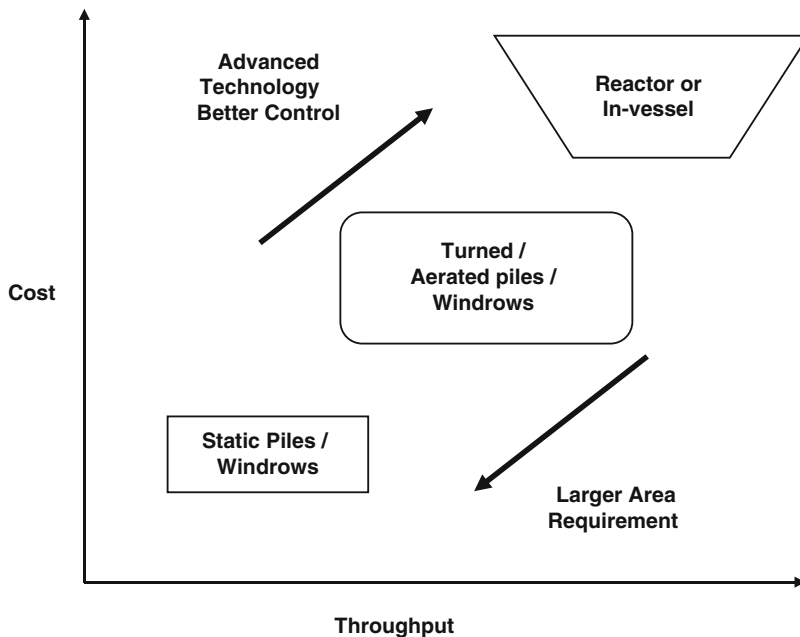 Advanced
Technology
Better Control
Reactor or
In-vessel
Turned /
Aerated piles /
Windrows
Cost
Static Piles /
Windrows
Larger Area
Requirement
Throughput